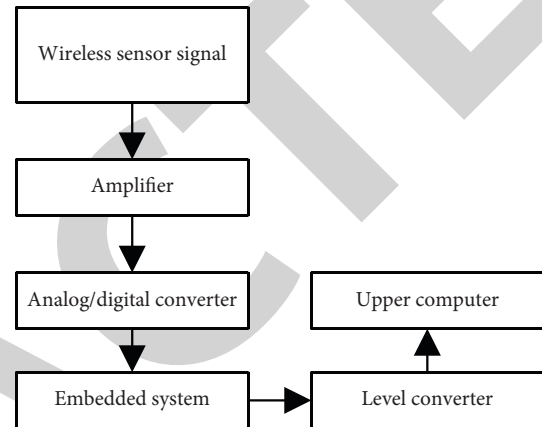 Wireless sensor signal
Amplifier
Analog/digital converter
Upper computer
Embedded system
Level converter